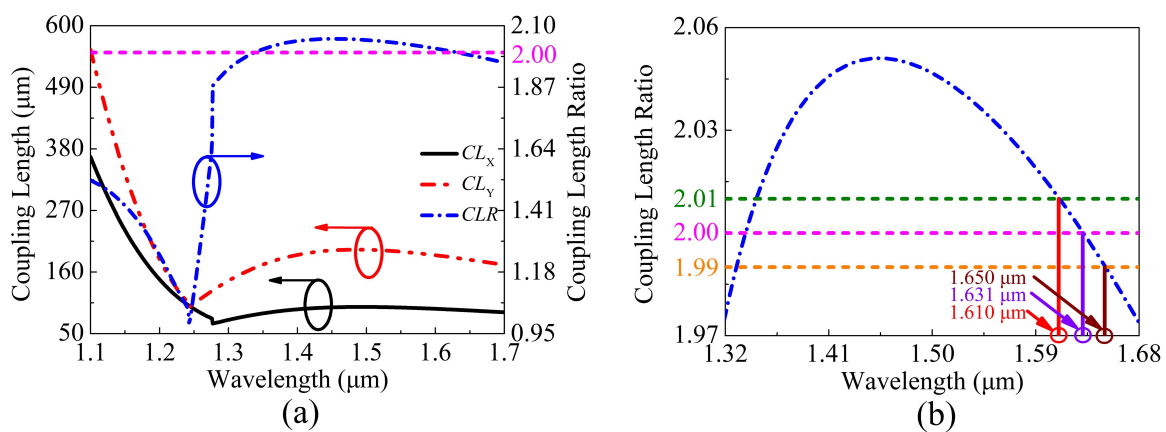 600
490
380
270
160
50
Coupling Length (μm)
2.10
2.00
1.87
1.64
1.41
1.18
0.95
Coupling Length Ratio
CLX
CLY
CLR
1.1 1.2 1.3 1.4 1.5 1.6 1.7
Wavelength (μm)
(a)
2.06
2.03
2.01
2.00
1.99
1.97
Coupling Length Ratio
1.650 μm
1.631 μm
1.610 μm
1.32 1.41 1.50 1.59 1.68
Wavelength (μm)
(b)